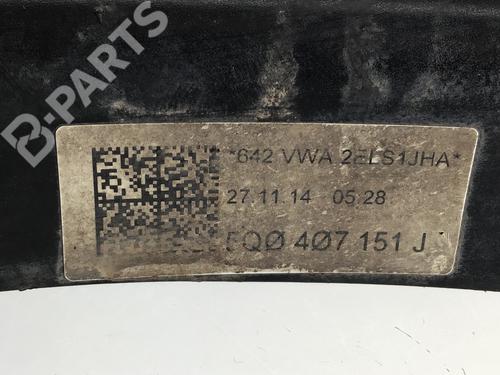 B-PARTS
*642 VWA 2ELS1JHA*
27.11.14 05:28
5Q0 407 151 J